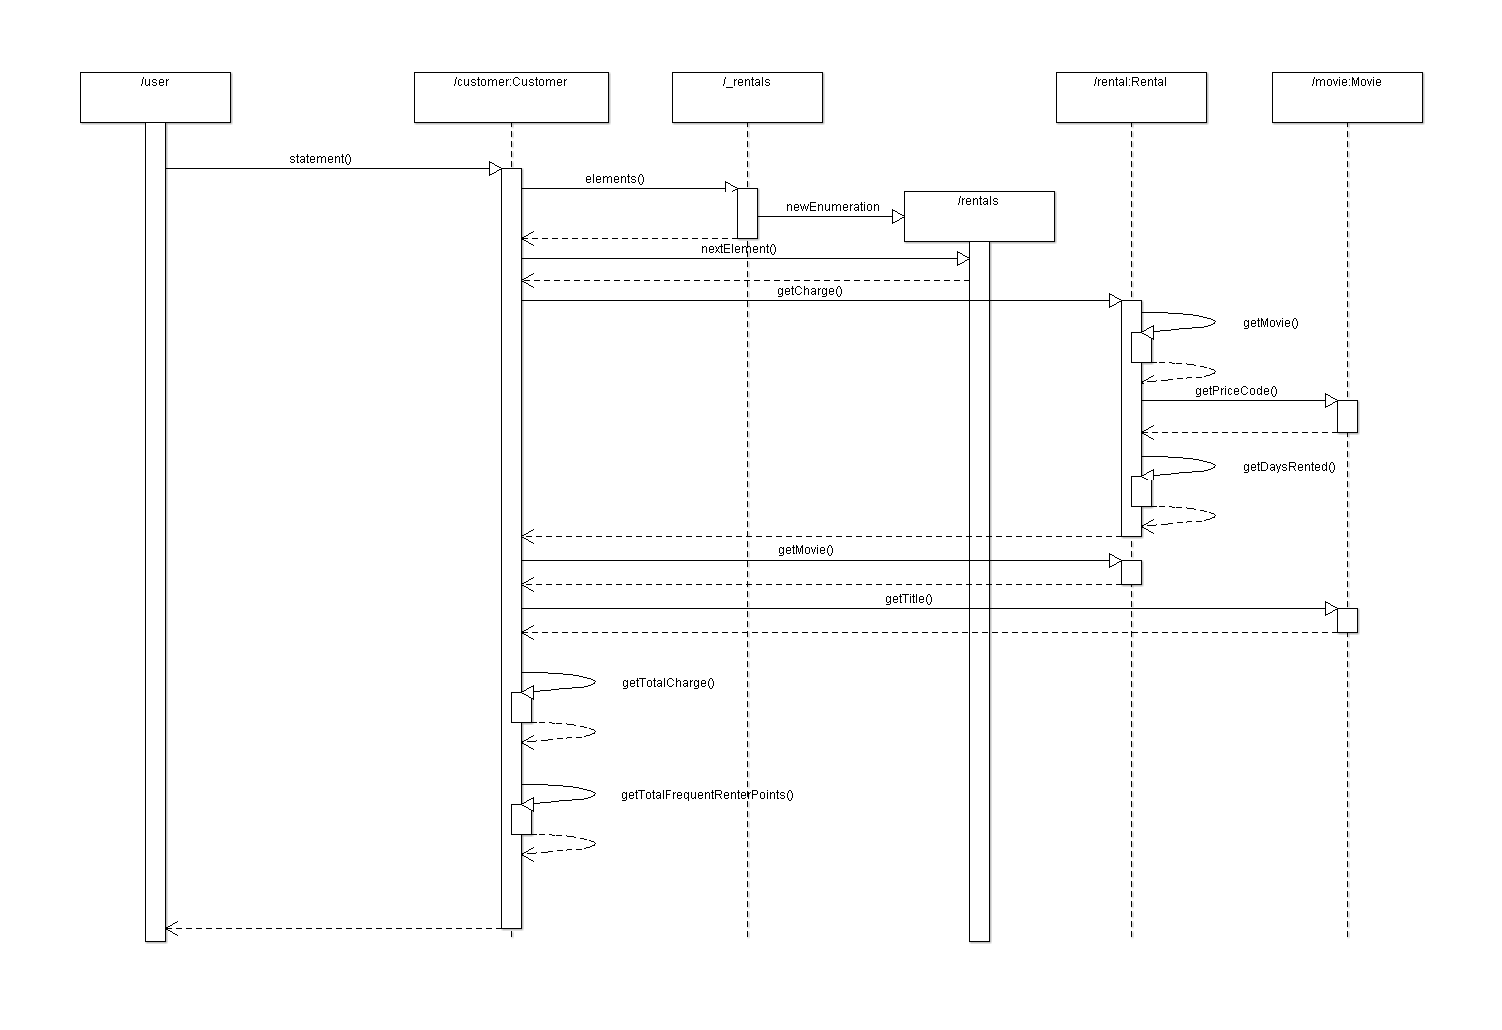 /user
/customer:Customer
/_rentals
/rental:Rental
/movie:Movie
statement()
elements()
/rentals
newEnumeration
nextElement()
getCharge()
getMovie()
getPriceCode()
getDaysRented()
getMovie()
getTitle()
getTotalCharge()
getTotalFrequentRenterPoints()